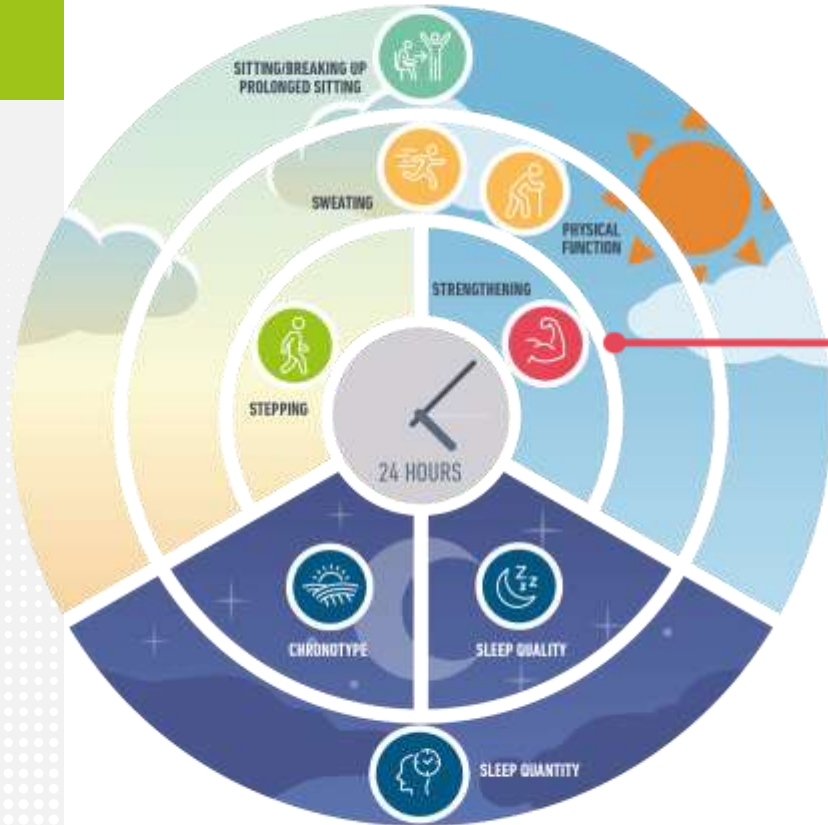 SITTING/BREAKING UP
PROLONGED SITTING
SWEATING
PHYSICAL
FUNCTION
STRENGTHENING
STEPPING
24 HOURS
CHRONOTYPE
SLEEP QUALITY
SLEEP QUANTITY